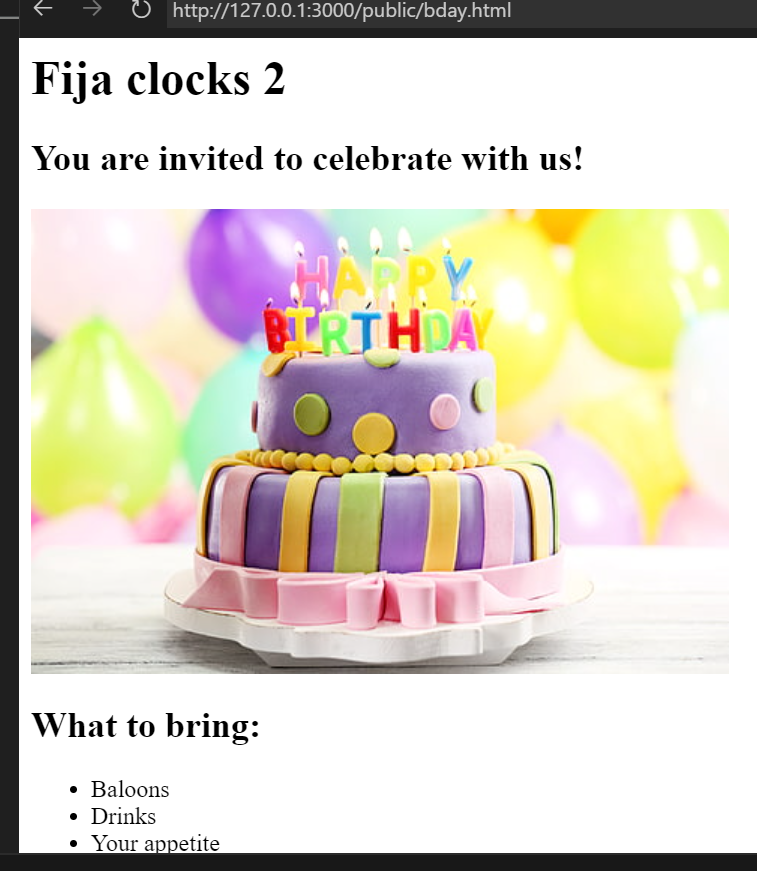 http://127.0.0.1:3000/public/bday.html
Fija clocks 2
You are invited to celebrate with us!
HAPPY
BIRTHDAY
What to bring:
Baloons
Drinks
Your appetite